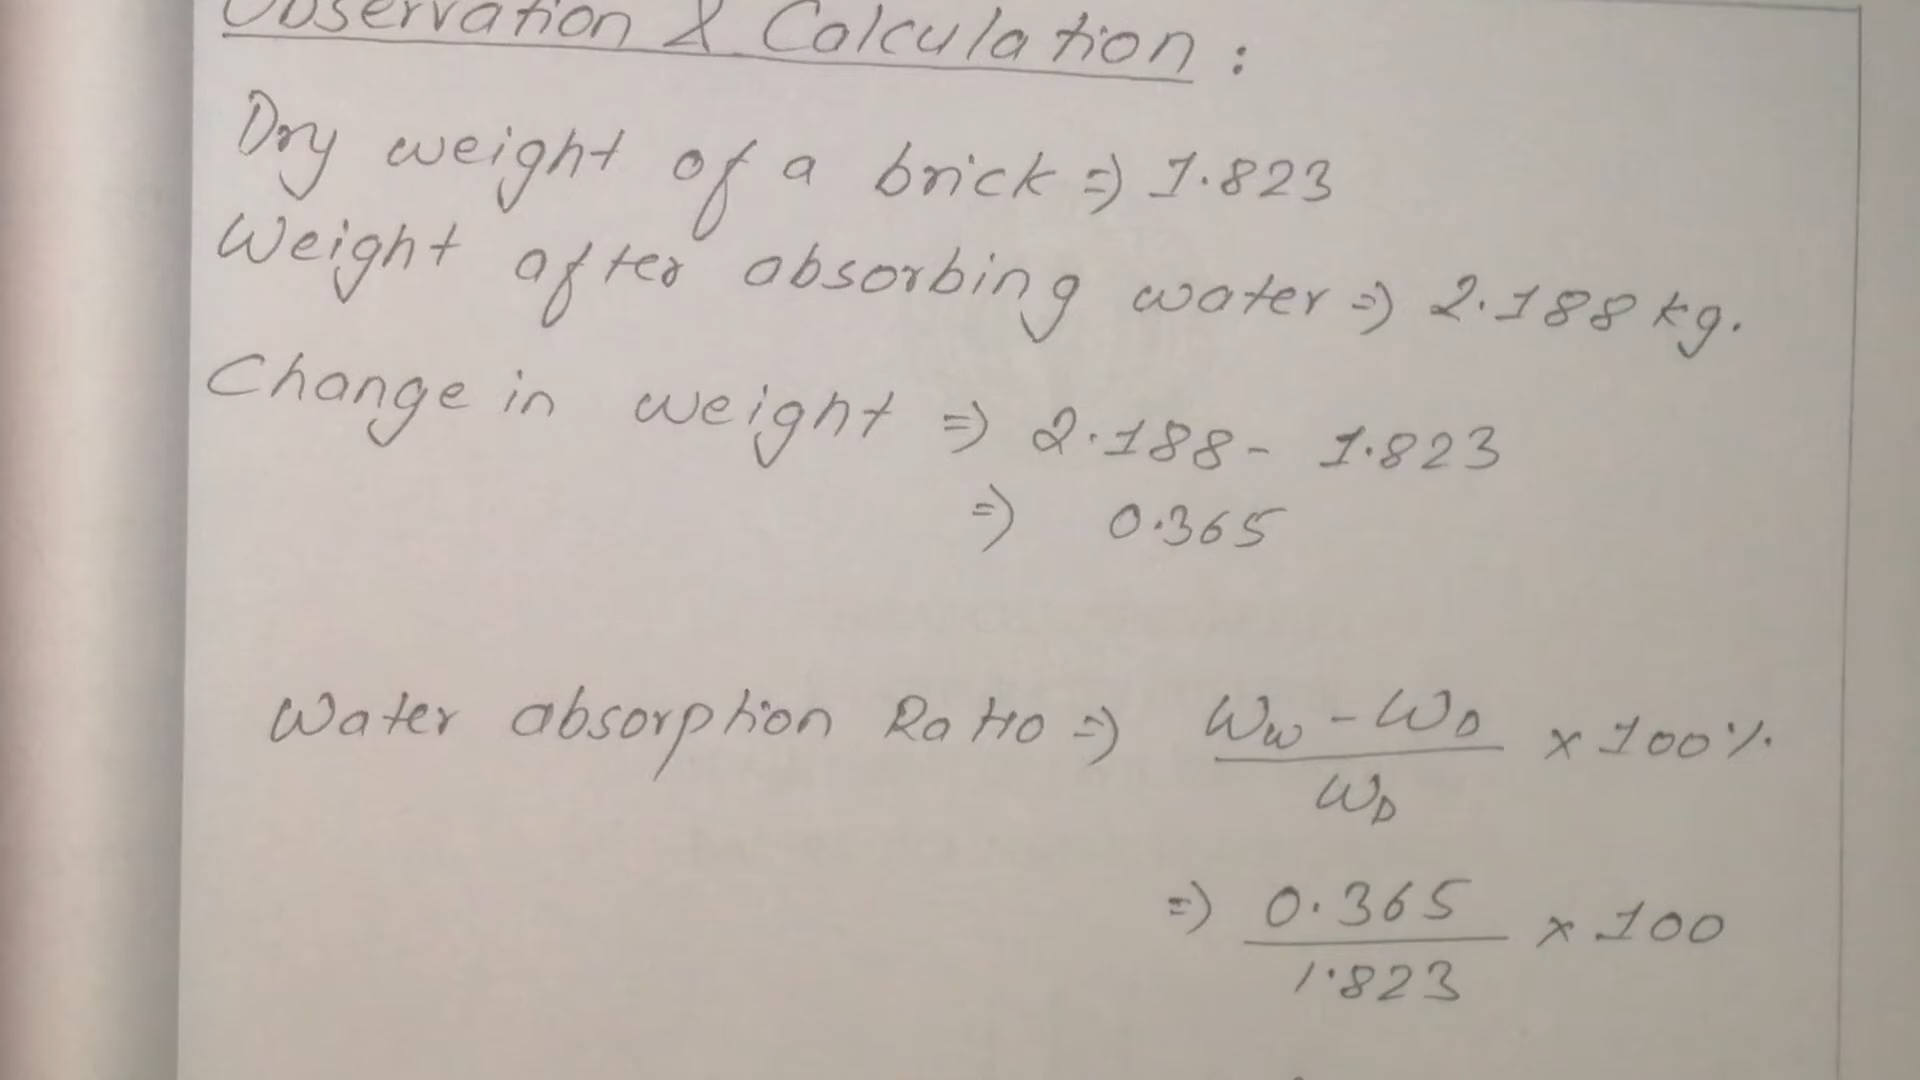 Observation & Calculation :
Dry weight of a brick => 1.823
Weight after absorbing water => 2.188 kg.
Change in weight => 2.188 - 1.823
=> 0.365
Water absorption Ratio => Ww - WD / WD x 100%
=> 0.365 / 1.823 x 100